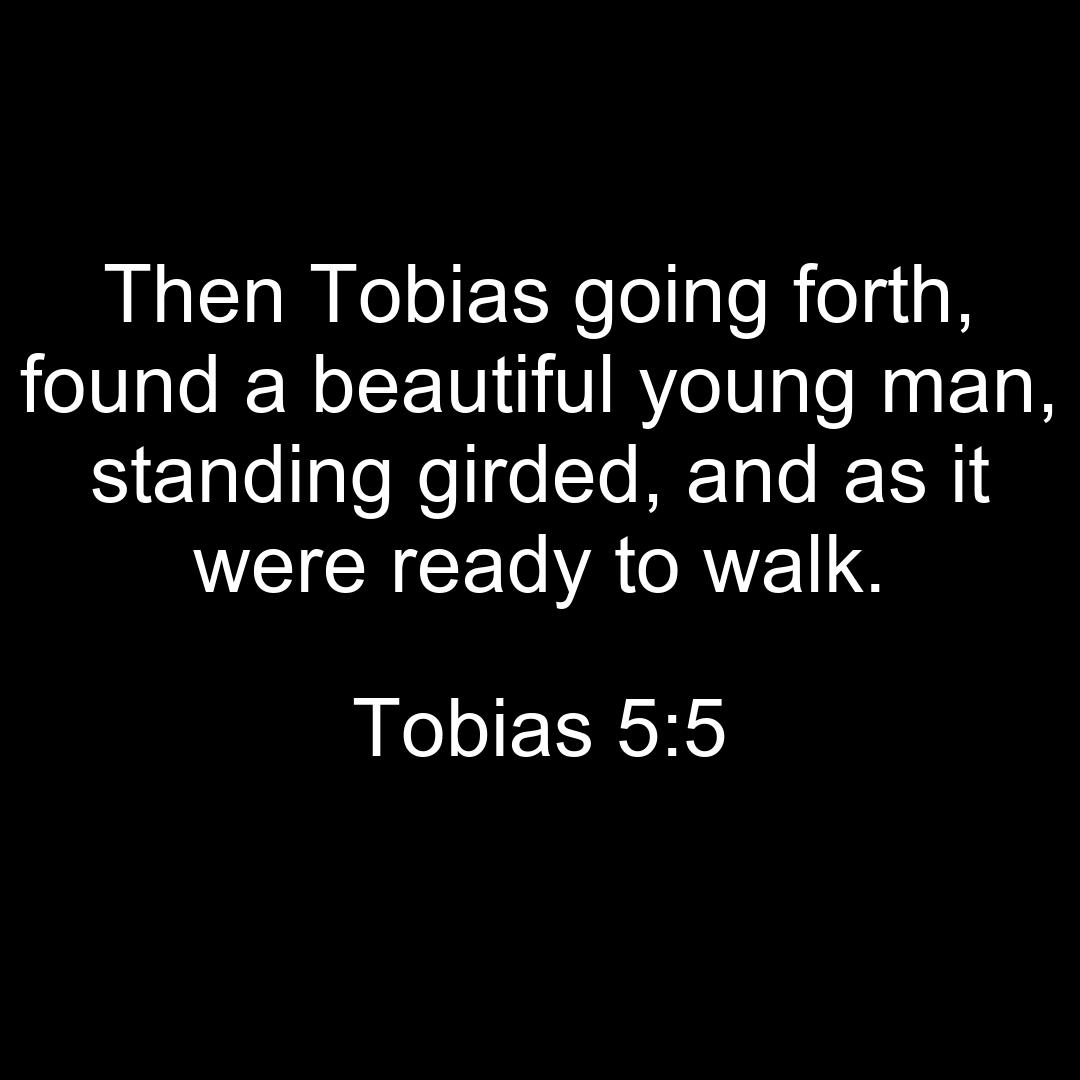 Then Tobias going forth,
found a beautiful young man,
standing girded, and as it
were ready to walk.
Tobias 5:5